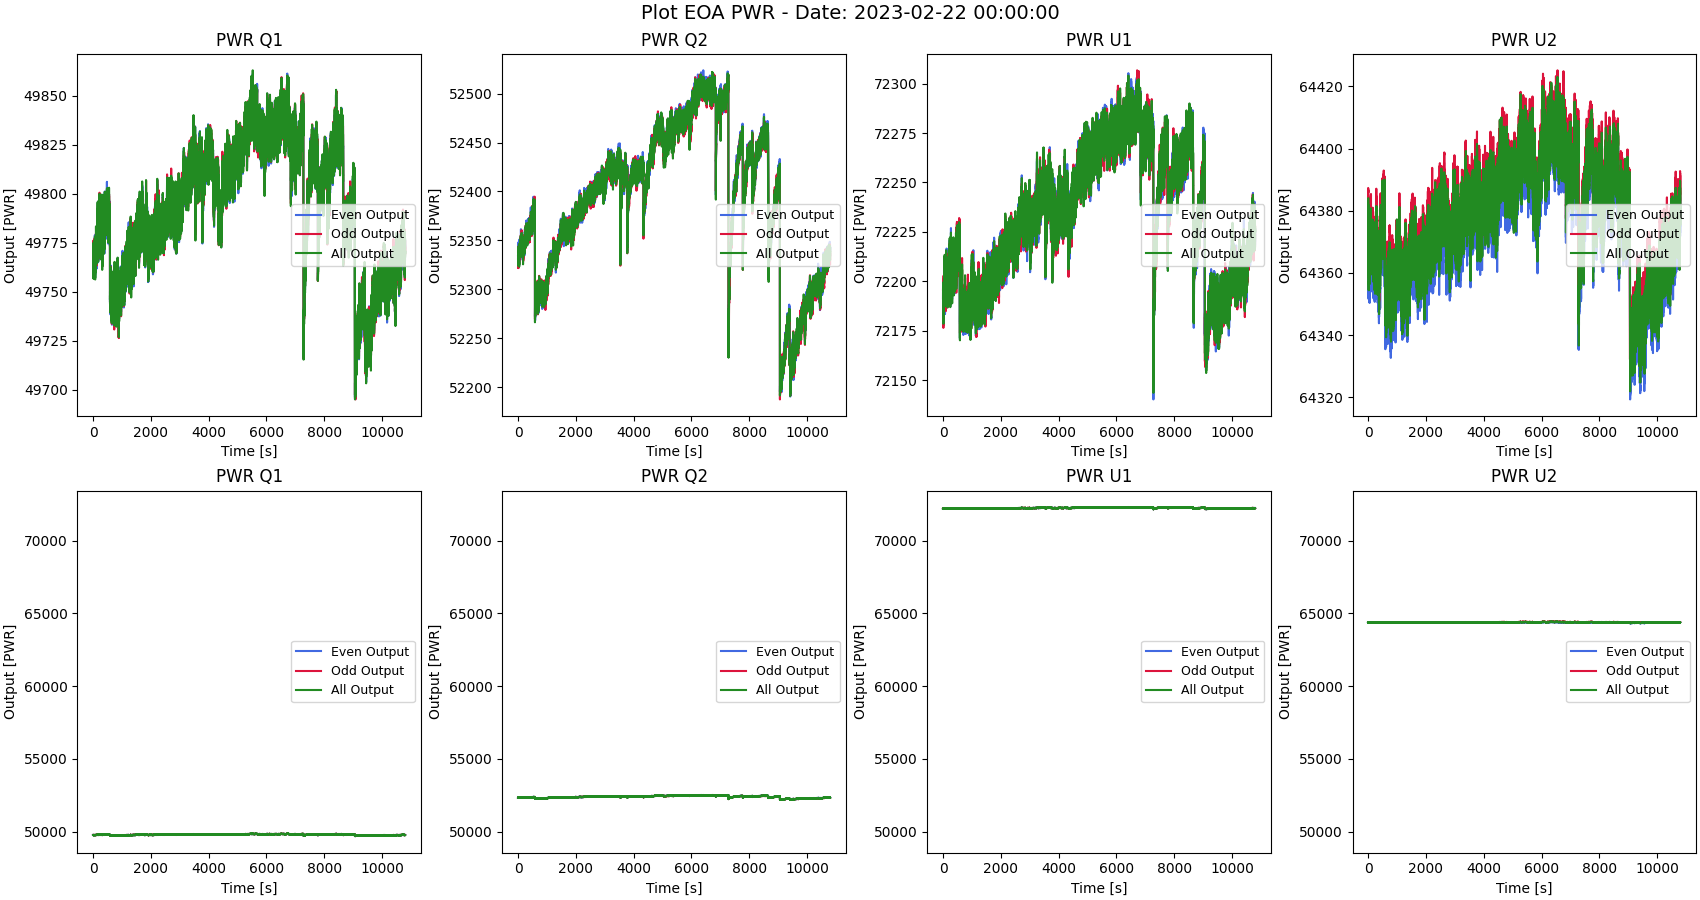 Plot EOA PWR - Date: 2023-02-22 00:00:00
PWR Q1
Output [PWR]
49850
49825
49800
49775
49750
49725
49700
Even Output
Odd Output
All Output
0 2000 4000 6000 8000 10000
Time [s]
PWR Q2
Output [PWR]
52500
52450
52400
52350
52300
52250
52200
Even Output
Odd Output
All Output
0 2000 4000 6000 8000 10000
Time [s]
PWR U1
Output [PWR]
72300
72275
72250
72225
72200
72175
72150
Even Output
Odd Output
All Output
0 2000 4000 6000 8000 10000
Time [s]
PWR U2
Output [PWR]
64420
64400
64380
64360
64340
64320
Even Output
Odd Output
All Output
0 2000 4000 6000 8000 10000
Time [s]
PWR Q1
Output [PWR]
70000
65000
60000
55000
50000
Even Output
Odd Output
All Output
0 2000 4000 6000 8000 10000
Time [s]
PWR Q2
Output [PWR]
70000
65000
60000
55000
50000
Even Output
Odd Output
All Output
0 2000 4000 6000 8000 10000
Time [s]
PWR U1
Output [PWR]
70000
65000
60000
55000
50000
Even Output
Odd Output
All Output
0 2000 4000 6000 8000 10000
Time [s]
PWR U2
Output [PWR]
70000
65000
60000
55000
50000
Even Output
Odd Output
All Output
0 2000 4000 6000 8000 10000
Time [s]